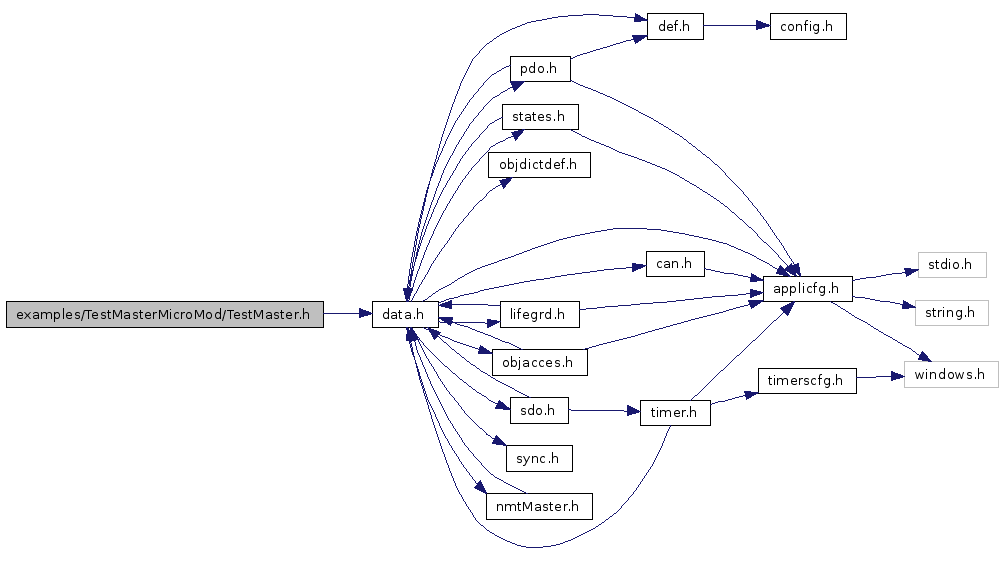 def.h
config.h
pdo.h
states.h
objdictdef.h
can.h
stdio.h
applicfg.h
examples/TestMasterMicroMod/TestMaster.h
data.h
lifegrd.h
string.h
objacces.h
timerscfg.h
windows.h
sdo.h
timer.h
sync.h
nmtMaster.h